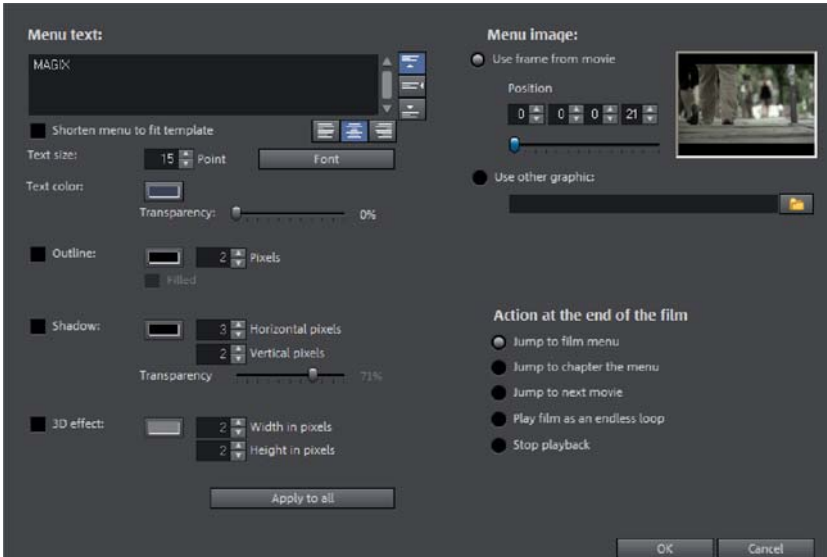 Menu text:
MAGIX
Shorten menu to fit template
Text size:
15 Point
Font
Text color:
Transparency:
0%
Outline:
2 Pixels
Filled
Shadow:
3 Horizontal pixels
2 Vertical pixels
Transparency
71%
3D effect:
2 Width in pixels
2 Height in pixels
Apply to all
Menu image:
Use frame from movie
Position
0 0 0 21
Use other graphic:
Action at the end of the film
Jump to film menu
Jump to chapter the menu
Jump to next movie
Play film as an endless loop
Stop playback
OK
Cancel